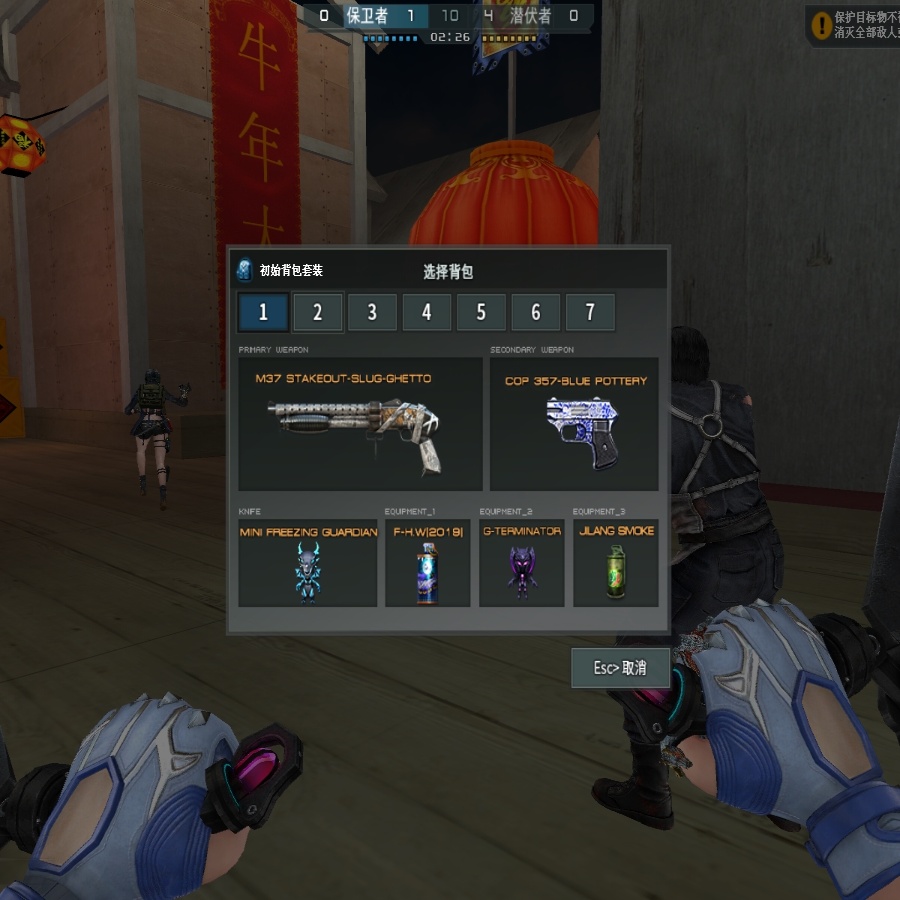 0 保卫者 1 10 4 潜伏者 0
02:26
保护目标物不
消灭全部敌人
牛年大
初始背包套装
选择背包
1 2 3 4 5 6 7
PRIMARY WEAPON SECONDARY WEAPON
M37 STAKEOUT-SLUG-GHETTO COP 357-BLUE POTTERY
KNIFE EQUIPMENT_1 EQUIPMENT_2 EQUIPMENT_3
MINI FREEZING GUARDIAN F-H.W[2019] G-TERMINATOR JILANG SMOKE
Esc>取消